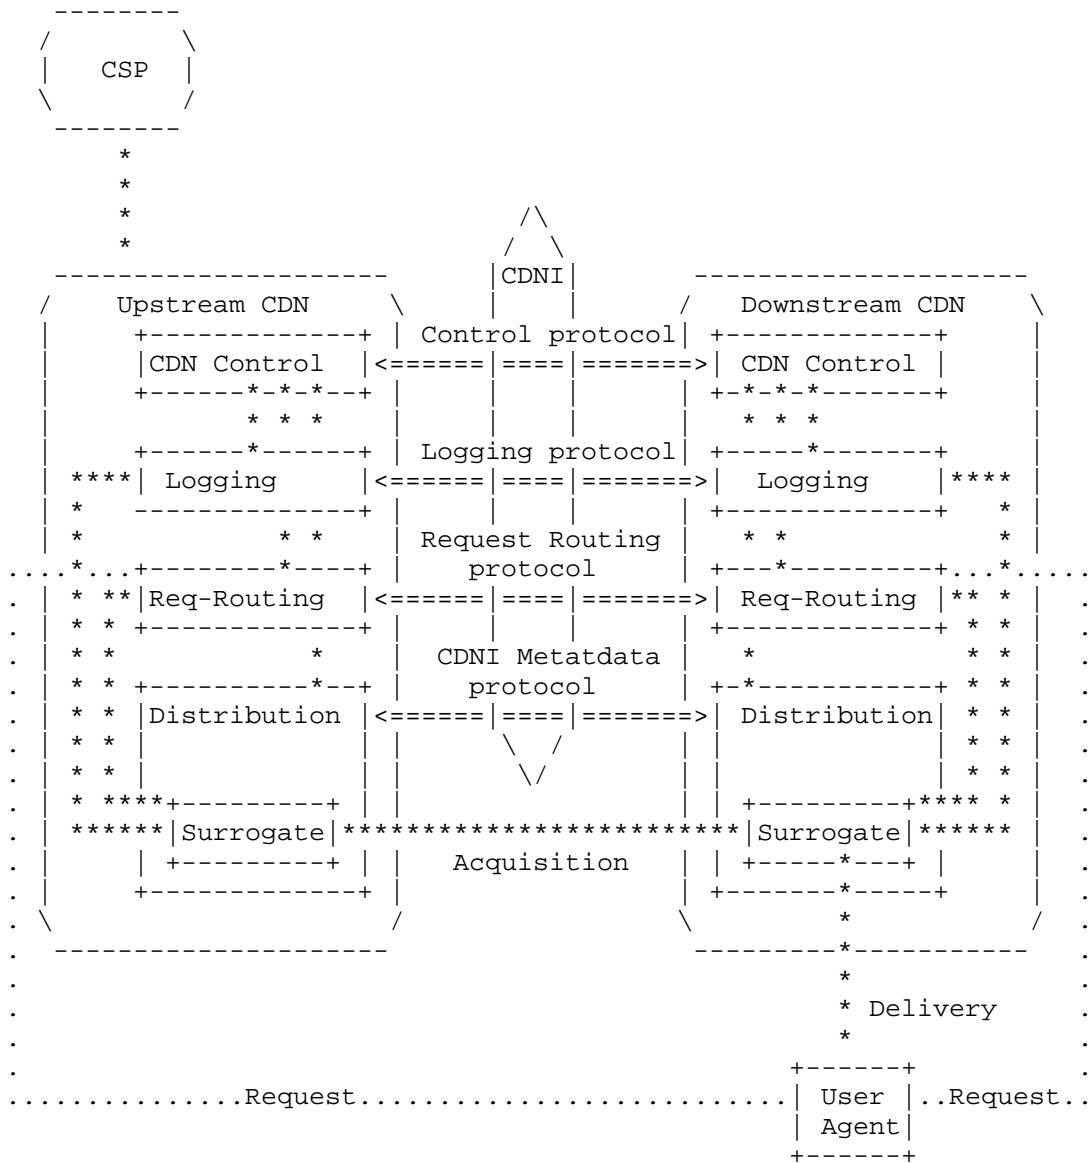 CSP
CDNI
Upstream CDN Downstream CDN
Control protocol
CDN Control CDN Control
Logging protocol
Logging Logging
Request Routing
protocol
Req-Routing Req-Routing
CDNI Metatdata
protocol
Distribution Distribution
Surrogate Surrogate
Acquisition
Delivery
Request User Request
Agent